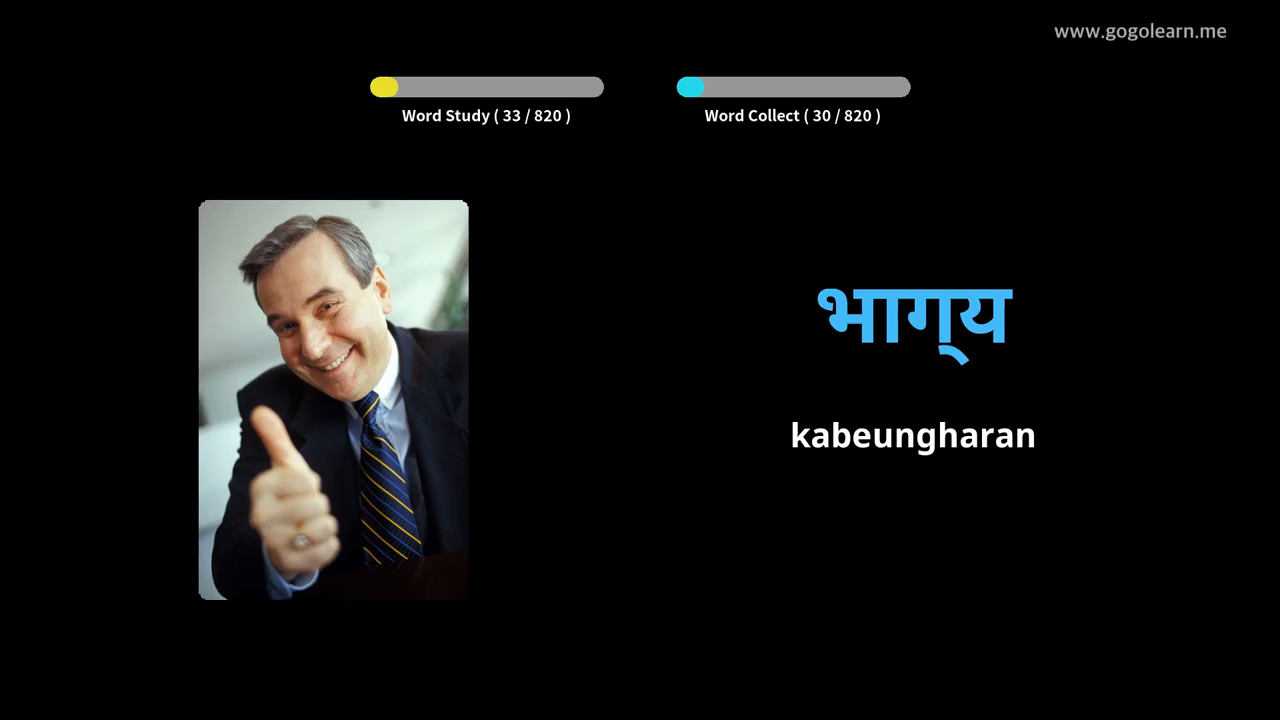 www.gogolearn.me
Word Study ( 33 / 820 )
Word Collect ( 30 / 820 )
भाग्‌य
kabeungharan